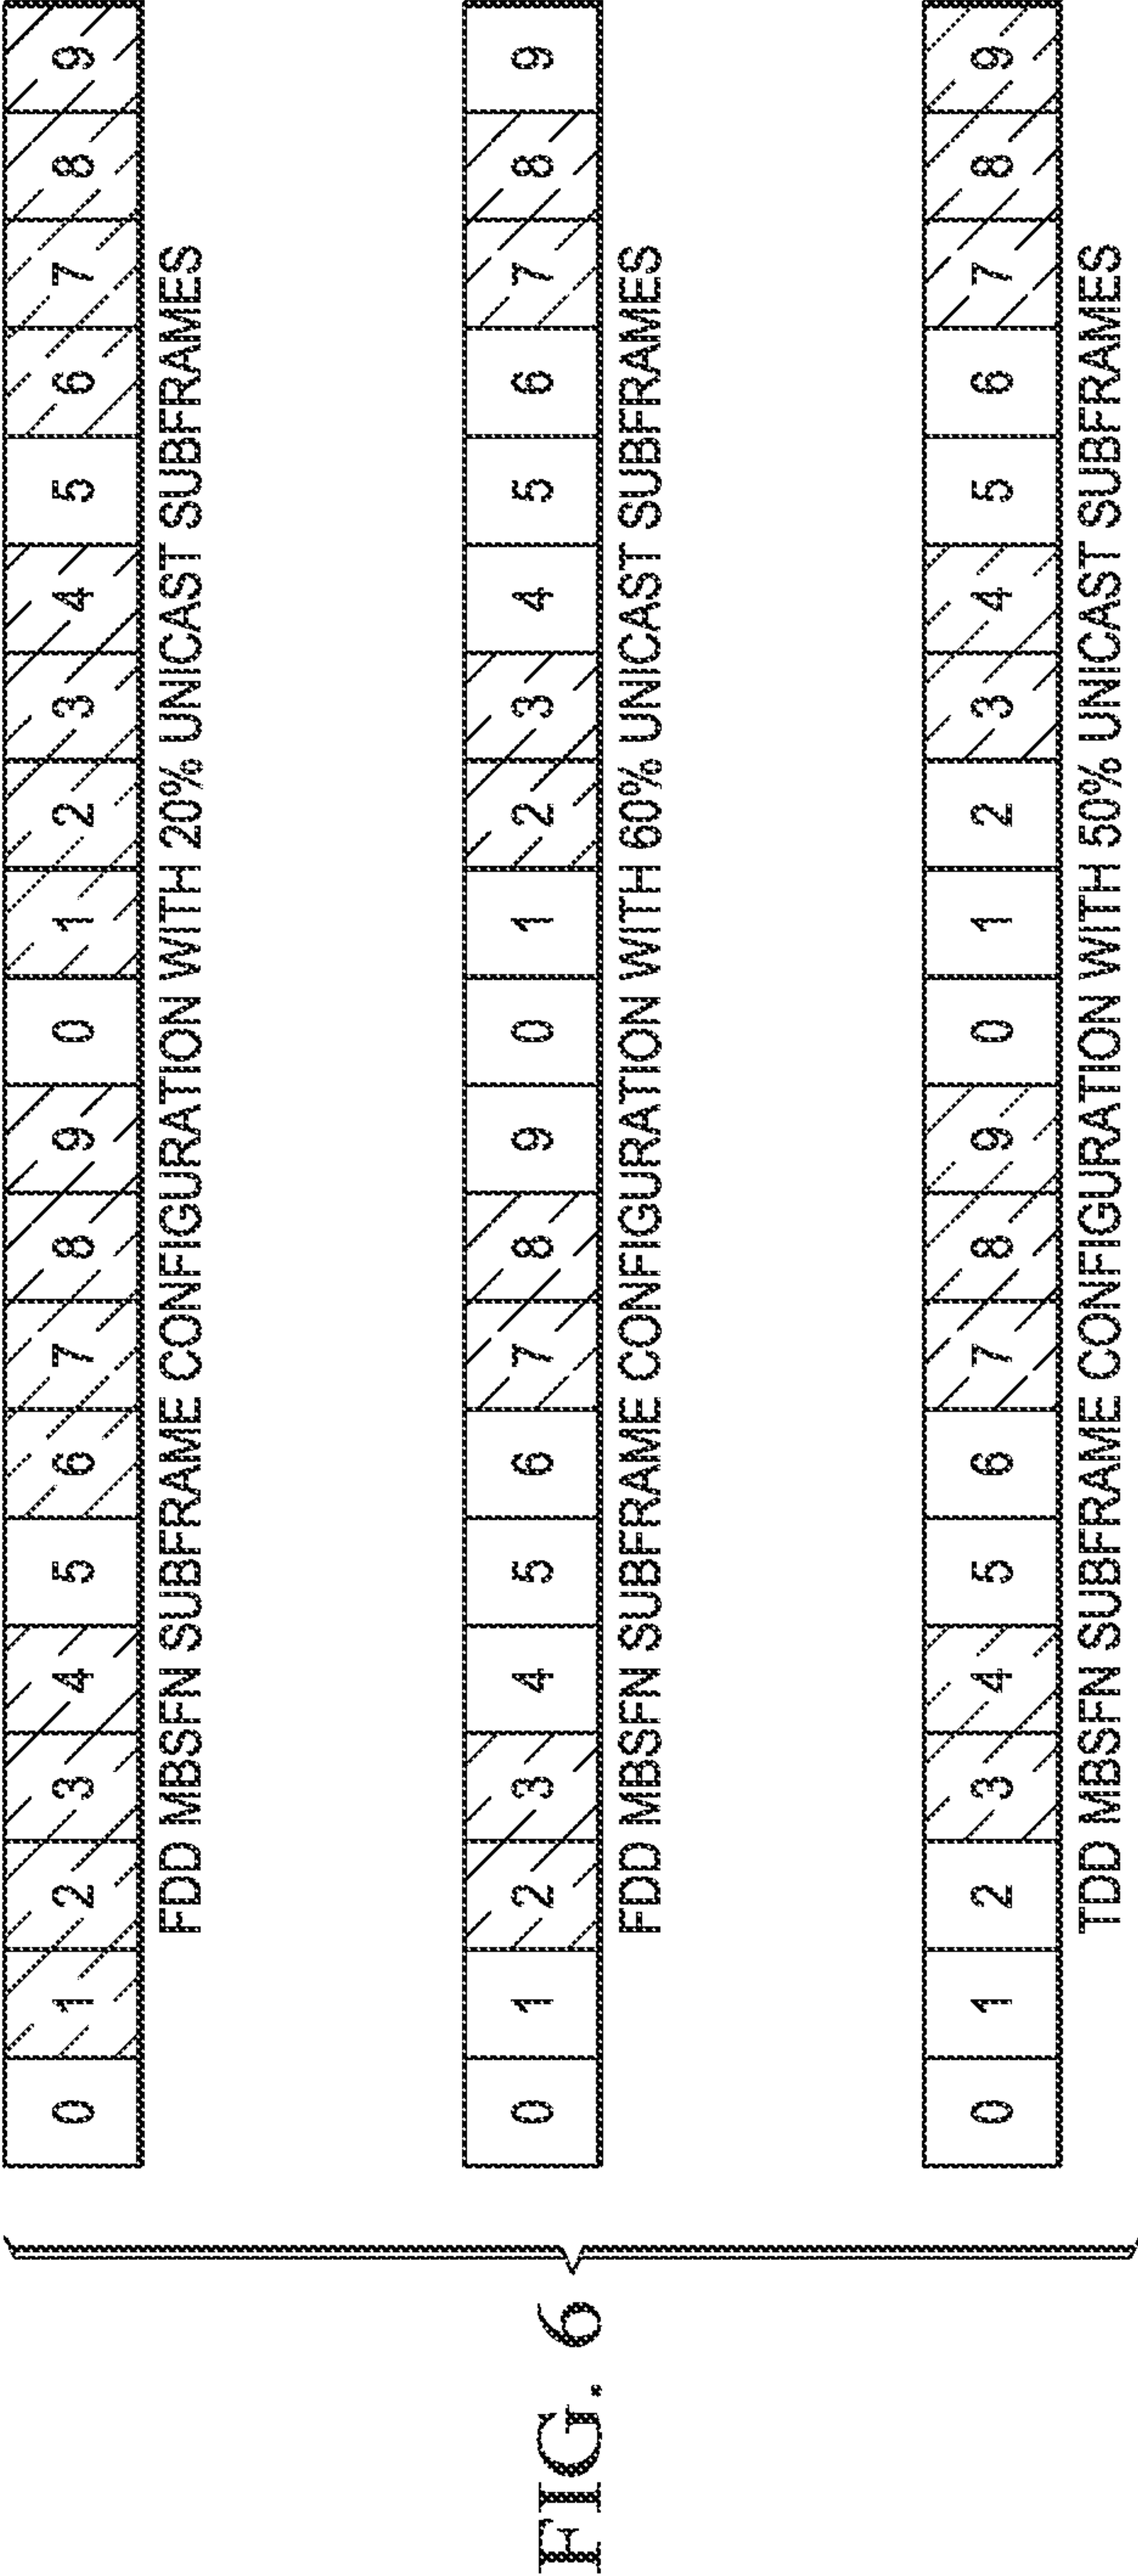 0 1 2 3 4 5 6 7 8 9 0 1 2 3 4 5 6 7 8 9
FDD MBSFN SUBFRAME CONFIGURATION WITH 20% UNICAST SUBFRAMES
0 1 2 3 4 5 6 7 8 9 0 1 2 3 4 5 6 7 8 9
FDD MBSFN SUBFRAME CONFIGURATION WITH 60% UNICAST SUBFRAMES
0 1 2 3 4 5 6 7 8 9 0 1 2 3 4 5 6 7 8 9
TDD MBSFN SUBFRAME CONFIGURATION WITH 50% UNICAST SUBFRAMES
FIG. 6